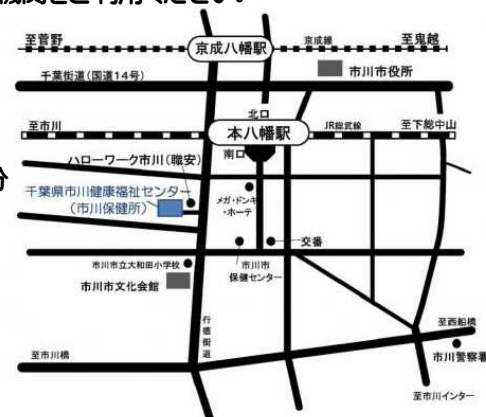 機関をご利用ください。
至菅野
京成八幡駅
京成線
至鬼越
千葉街道(国道14号)
市川市役所
北口
至市川
本八幡駅
JR総武線
至下総中山
南口
ハローワーク市川(職安)
分
千葉県市川健康福祉センター
(市川保健所)
メガ・ドンキ
・ホーテ
交番
市川市立大和田小学校
市川市
保健センター
市川市文化会館
行徳街道
至西船橋
至市川橋
市川警察署
至市川インター